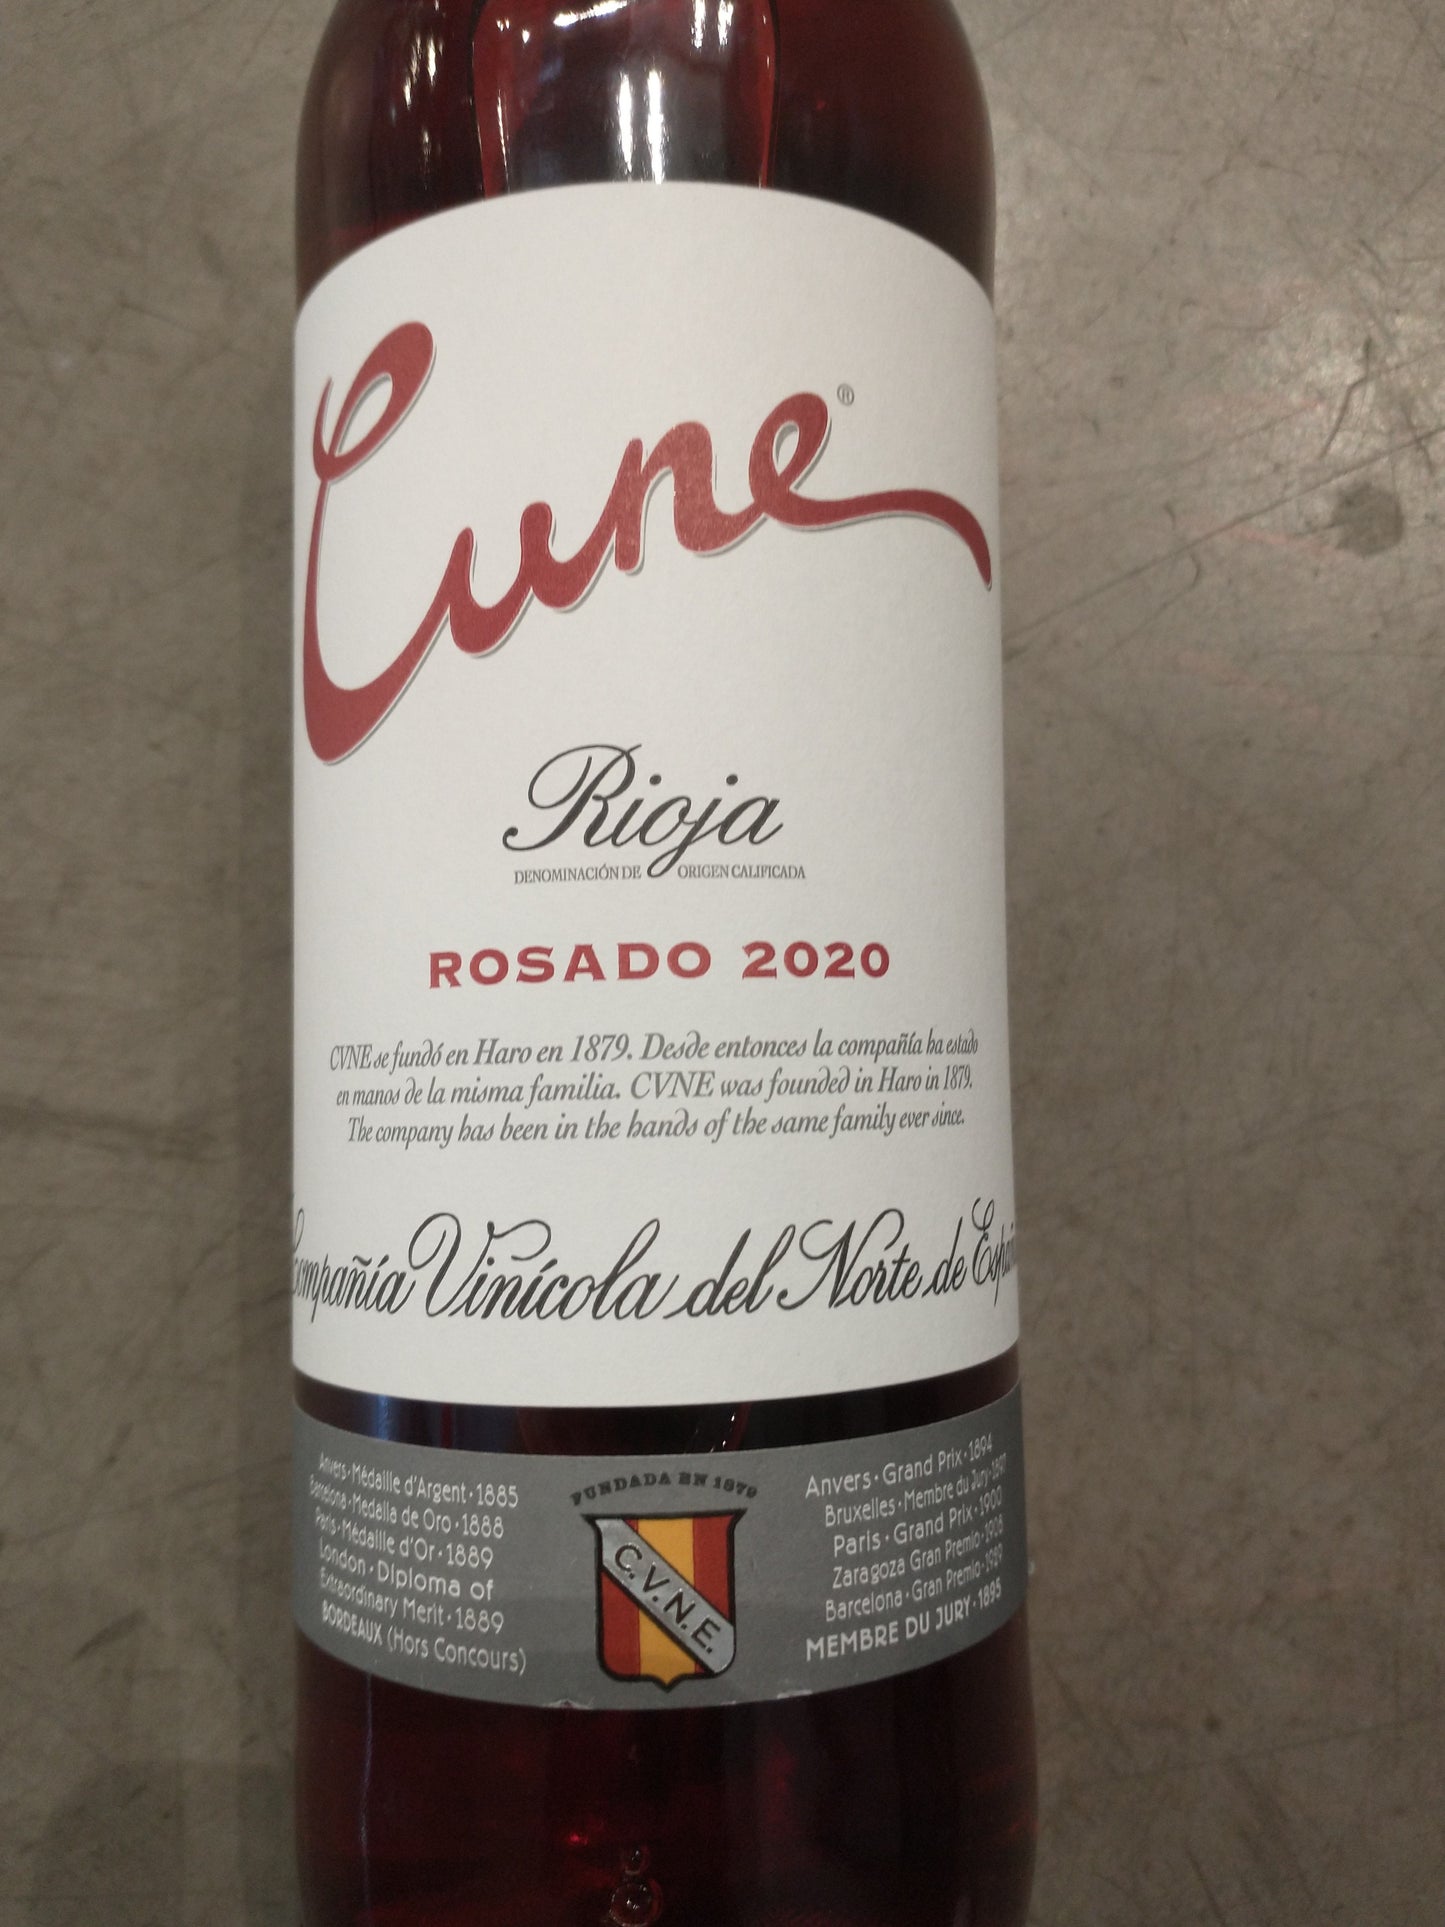 Cune®
Rioja
DENOMINACIÓN DE ORIGEN CALIFICADA
ROSADO 2020
CVNE se fundó en Haro en 1879. Desde entonces la compañía ha estado
en manos de la misma familia. CVNE was founded in Haro in 1879.
The company has been in the hands of the same family ever since.
Compañía Vinícola del Norte de España
Anvers · Médaille d'Argent · 1885
Barcelona · Medalla de Oro · 1888
Paris · Médaille d'Or · 1889
London · Diploma of
Extraordinary Merit · 1889
BORDEAUX (Hors Concours)
FUNDADA EN 1879
C.V.N.E.
Anvers · Grand Prix · 1894
Bruxelles · Membre du Jury · 1897
Paris · Grand Prix · 1900
Zaragoza Gran Premio · 1908
Barcelona · Gran Premio · 1929
MEMBRE DU JURY · 1895